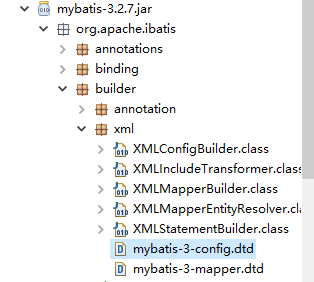 mybatis-3.2.7.jar
org.apache.ibatis
annotations
binding
builder
annotation
xml
XMLConfigBuilder.class
XMLIncludeTransformer.class
XMLMapperBuilder.class
XMLMapperEntityResolver.cla
XMLStatementBuilder.class
mybatis-3-config.dtd
mybatis-3-mapper.dtd